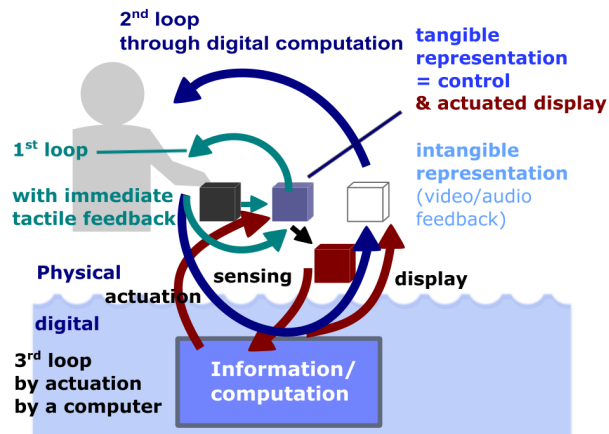 2nd loop
through digital computation
tangible
representation
= control
& actuated display
1st loop
with immediate
tactile feedback
intangible
representation
(video/audio
feedback)
Physical
actuation
sensing
display
digital
3rd loop
by actuation
by a computer
Information/
computation